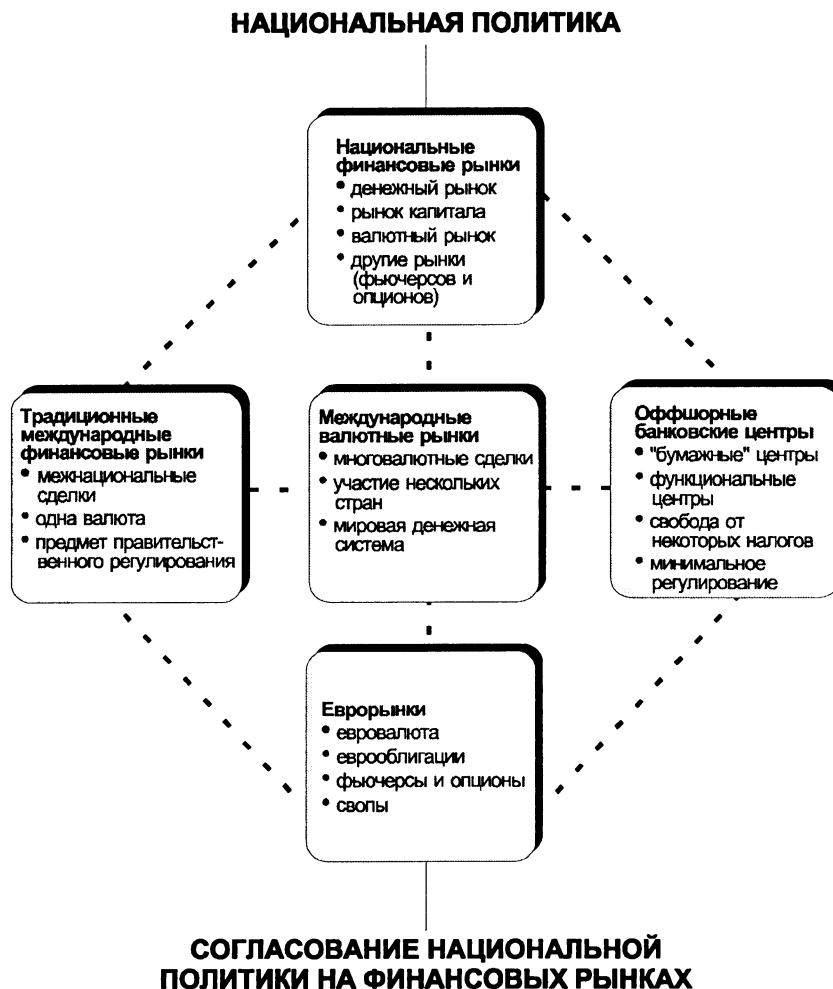 НАЦИОНАЛЬНАЯ ПОЛИТИКА
Национальные
финансовые рынки
• денежный рынок
• рынок капитала
• валютный рынок
• другие рынки
(фьючерсов и
опционов)
Традиционные
международные
финансовые рынки
• межнациональные
сделки
• одна валюта
• предмет правительст-
венного регулирования
Международные
валютные рынки
• многовалютные сделки
• участие нескольких
стран
• мировая денежная
система
Оффшорные
банковские центры
• "бумажные" центры
• функциональные
центры
• свобода от
некоторых налогов
• минимальное
регулирование
Еврорынки
• евровалюта
• еврооблигации
• фьючерсы и опционы
• свопы
СОГЛАСОВАНИЕ НАЦИОНАЛЬНОЙ
ПОЛИТИКИ НА ФИНАНСОВЫХ РЫНКАХ